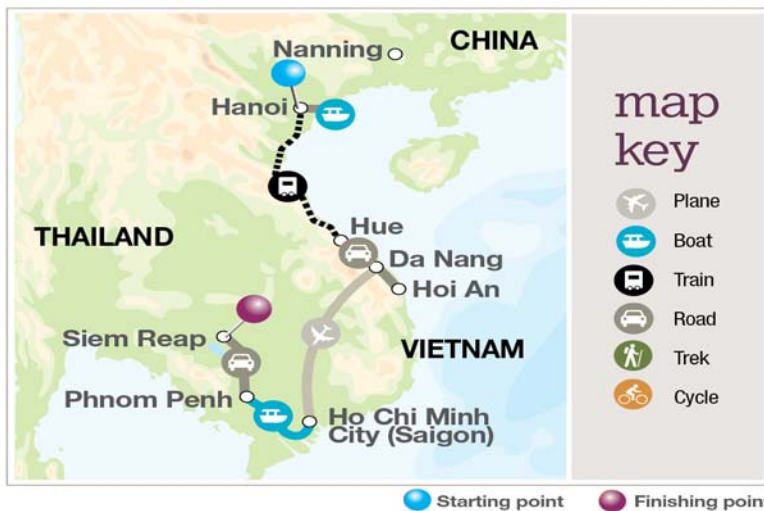 CHINA
Nanning
Hanoi
THAILAND
Hue
Da Nang
Hoi An
Siem Reap
VIETNAM
Phnom Penh
Ho Chi Minh
City (Saigon)
map
key
Plane
Boat
Train
Road
Trek
Cycle
Starting point
Finishing point